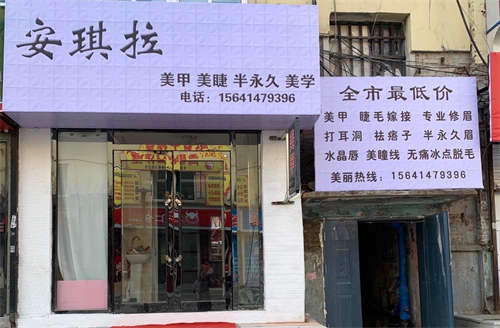 安琪拉
美甲 美睫 半永久 美学
电话：15641479396
全市最低价
美甲 睫毛嫁接 专业修眉
打耳洞 祛痦子 半永久眉
水晶唇 美瞳线 无痛冰点脱毛
美丽热线：15641479396